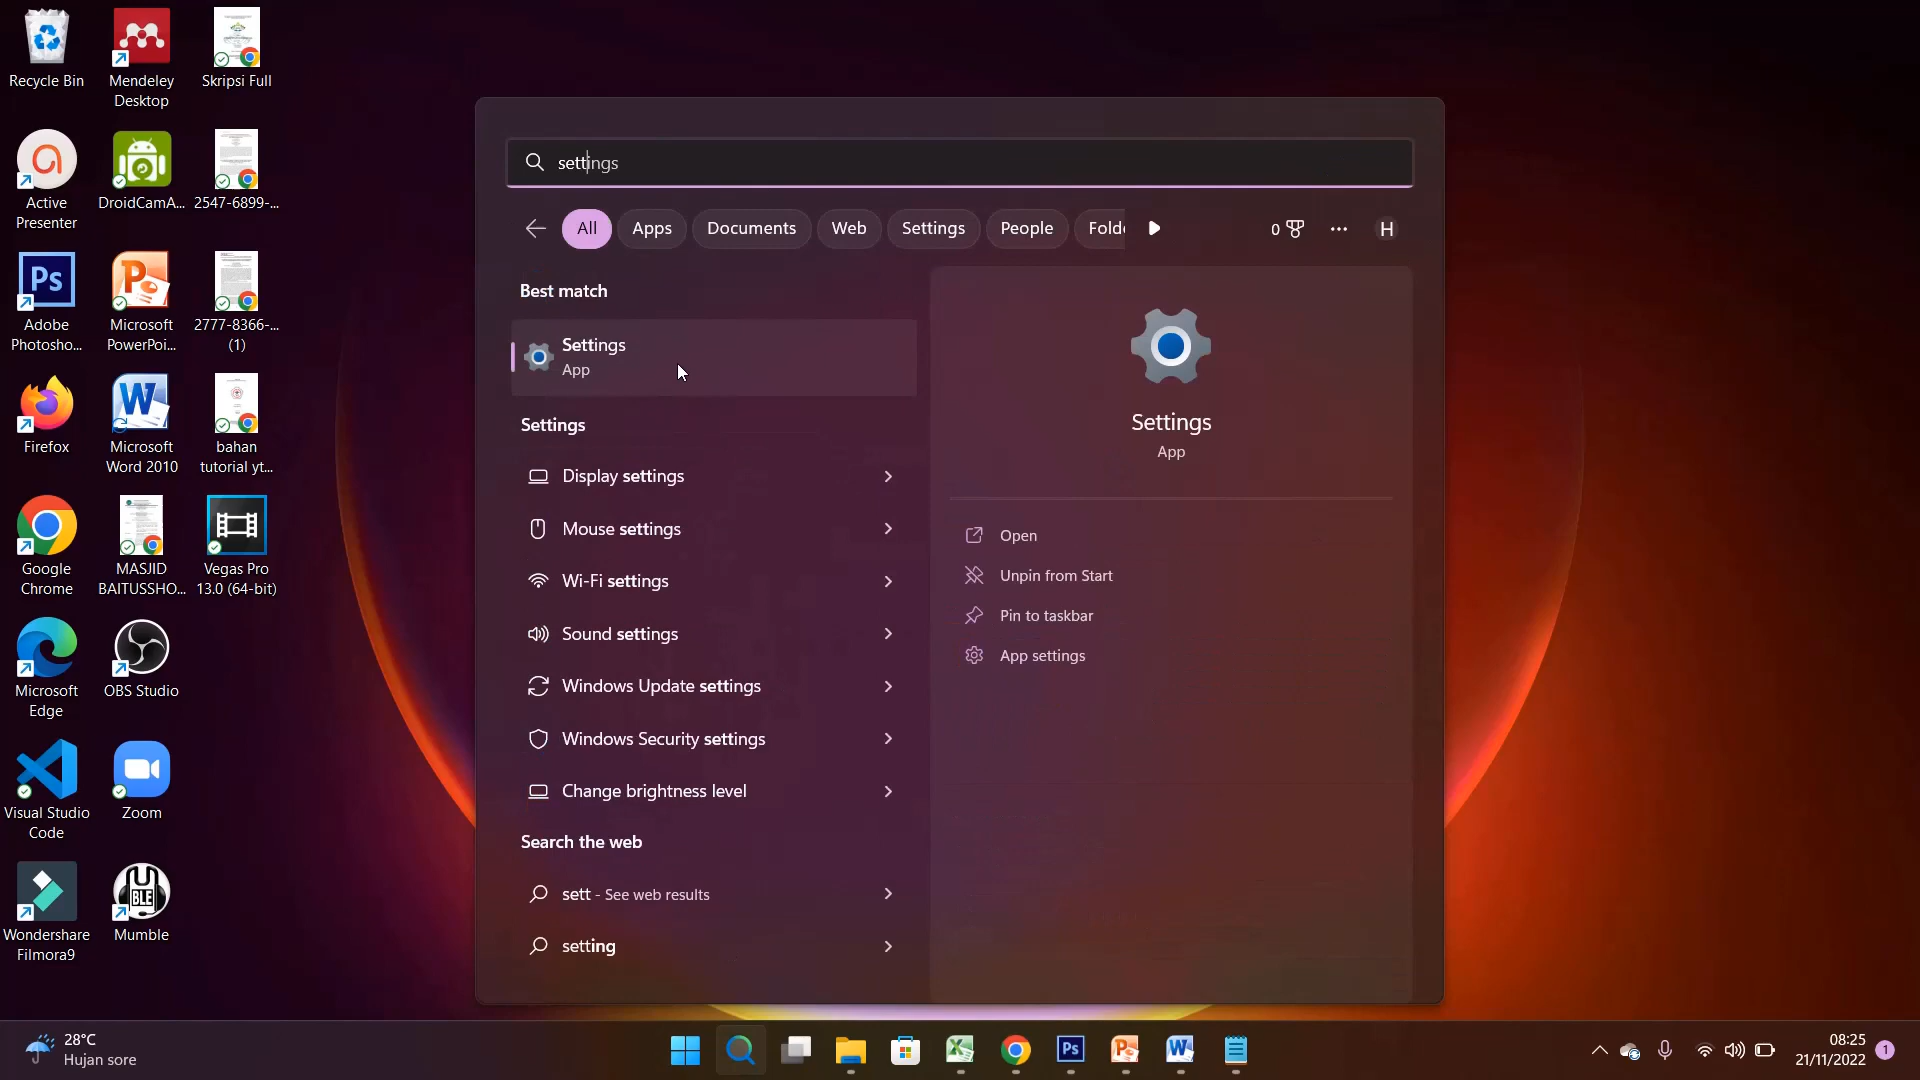 Recycle Bin
Mendeley
Desktop
Skripsi Full
Active
Presenter
DroidCamA...
2547-6899-...
Ps
Adobe
Photosho...
Microsoft
PowerPoi...
2777-8366-...
(1)
Firefox
Microsoft
Word 2010
bahan
tutorial yt...
Google
Chrome
MASJID
BAITUSSHO...
Vegas Pro
13.0 (64-bit)
Microsoft
Edge
OBS Studio
Visual Studio
Code
Zoom
Wondershare
Filmora9
BLE
Mumble
settings
All
Apps
Documents
Web
Settings
People
Folde
0
H
Best match
Settings
App
Settings
Display settings
Mouse settings
Wi-Fi settings
Sound settings
Windows Update settings
Windows Security settings
Change brightness level
Search the web
sett - See web results
setting
Settings
App
Open
Unpin from Start
Pin to taskbar
App settings
28°C
Hujan sore
Ps
08:25
21/11/2022
1